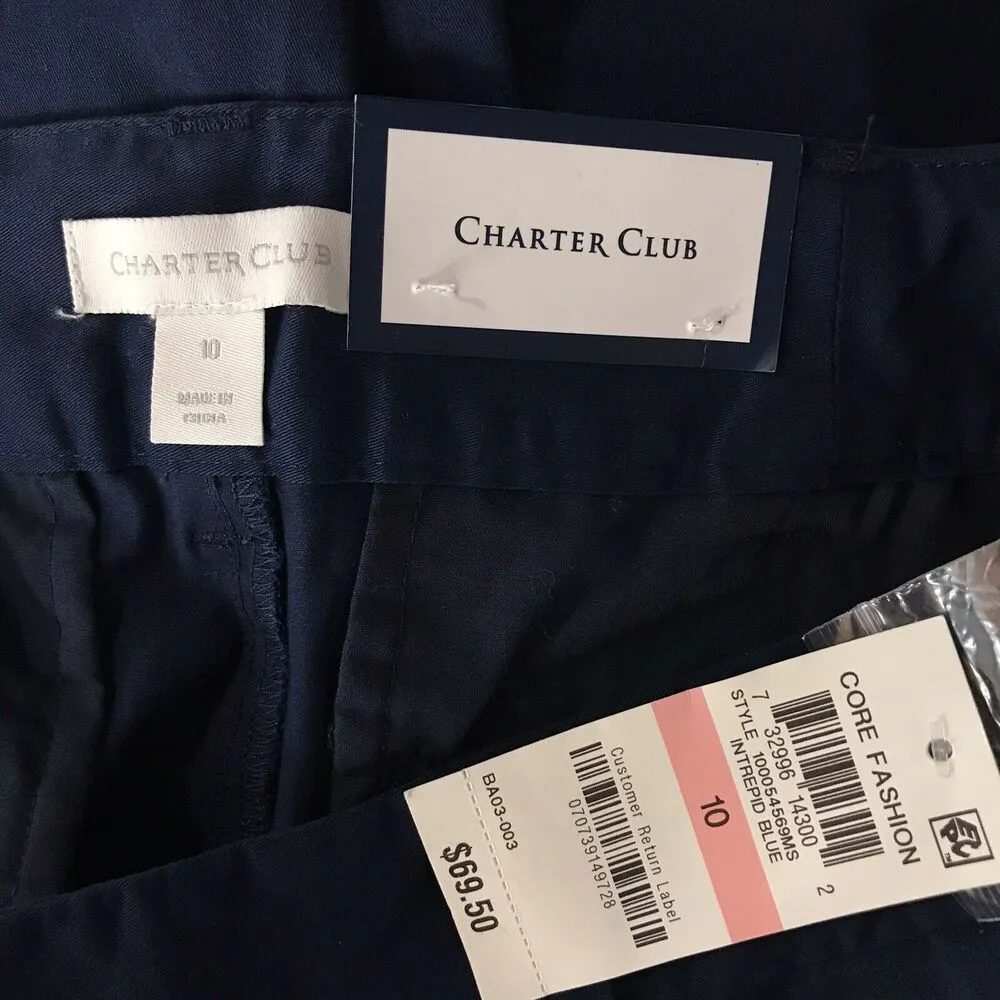 CHARTER CLUB
10
MADE IN
CHINA
CHARTER CLUB
CORE FASHION
7 32996 14300 2
STYLE. 100054569MS
INTREPID BLUE
10
Customer Return Label
070739149728
BA03-003
$69.50